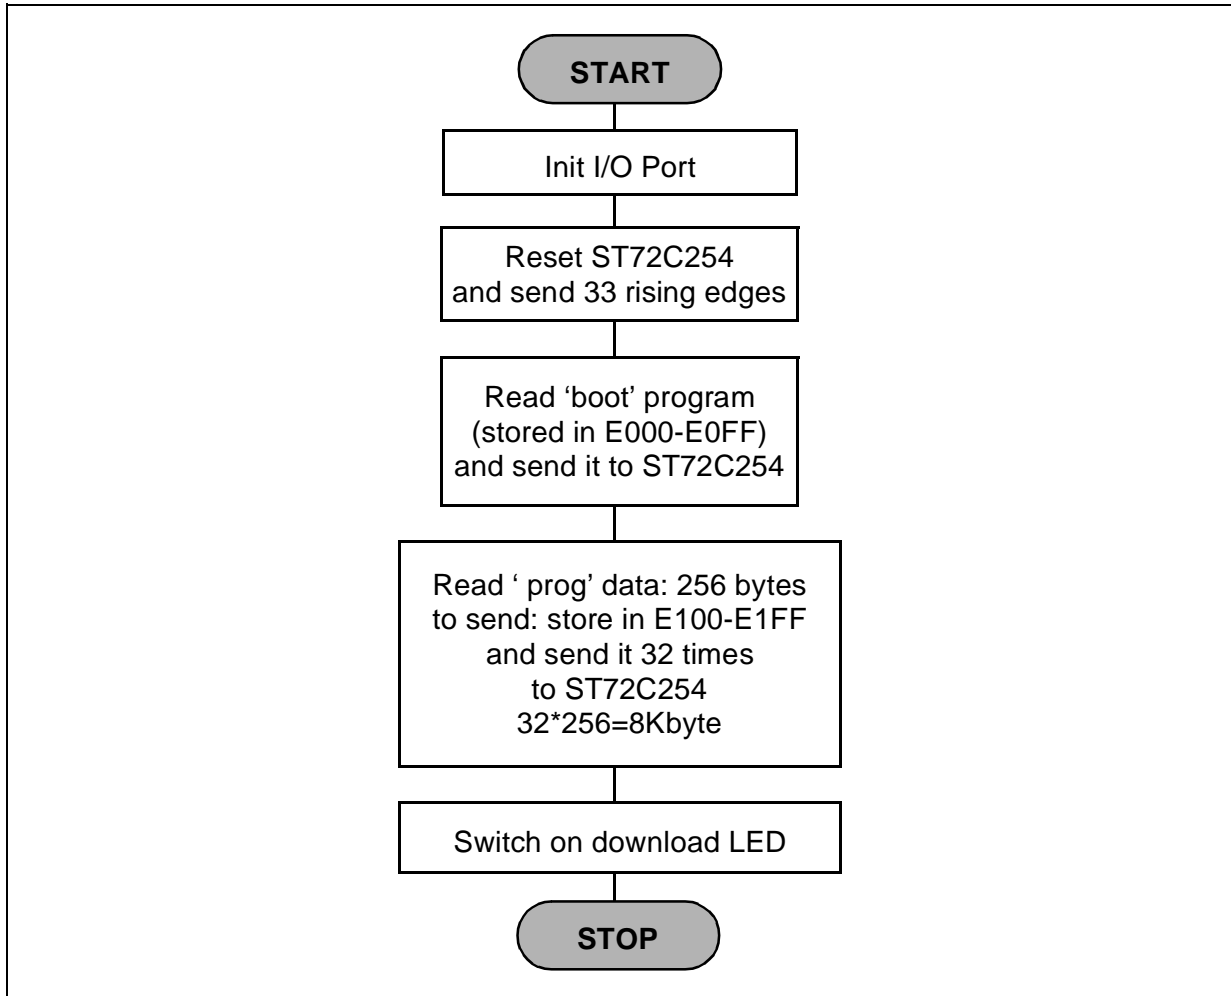 START
Init I/O Port
Reset ST72C254
and send 33 rising edges
Read ‘boot’ program
(stored in E000-E0FF)
and send it to ST72C254
Read ‘ prog’ data: 256 bytes
to send: store in E100-E1FF
and send it 32 times
to ST72C254
32*256=8Kbyte
Switch on download LED
STOP